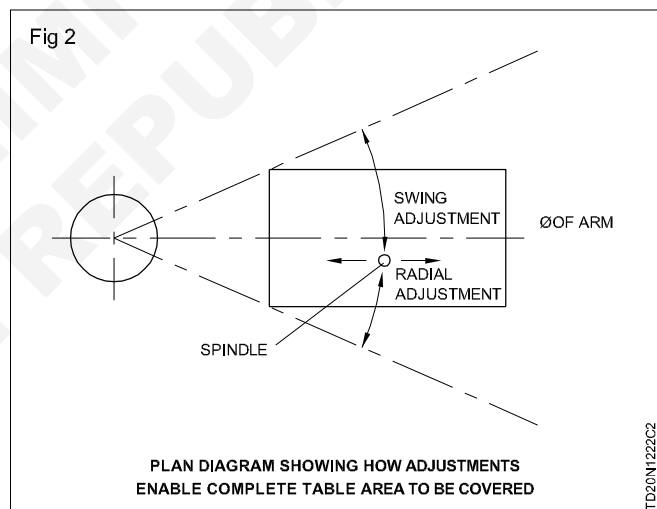 Fig 2
SWING
ADJUSTMENT
ØOF ARM
RADIAL
ADJUSTMENT
SPINDLE
PLAN DIAGRAM SHOWING HOW ADJUSTMENTS
ENABLE COMPLETE TABLE AREA TO BE COVERED
TD20N1222C2